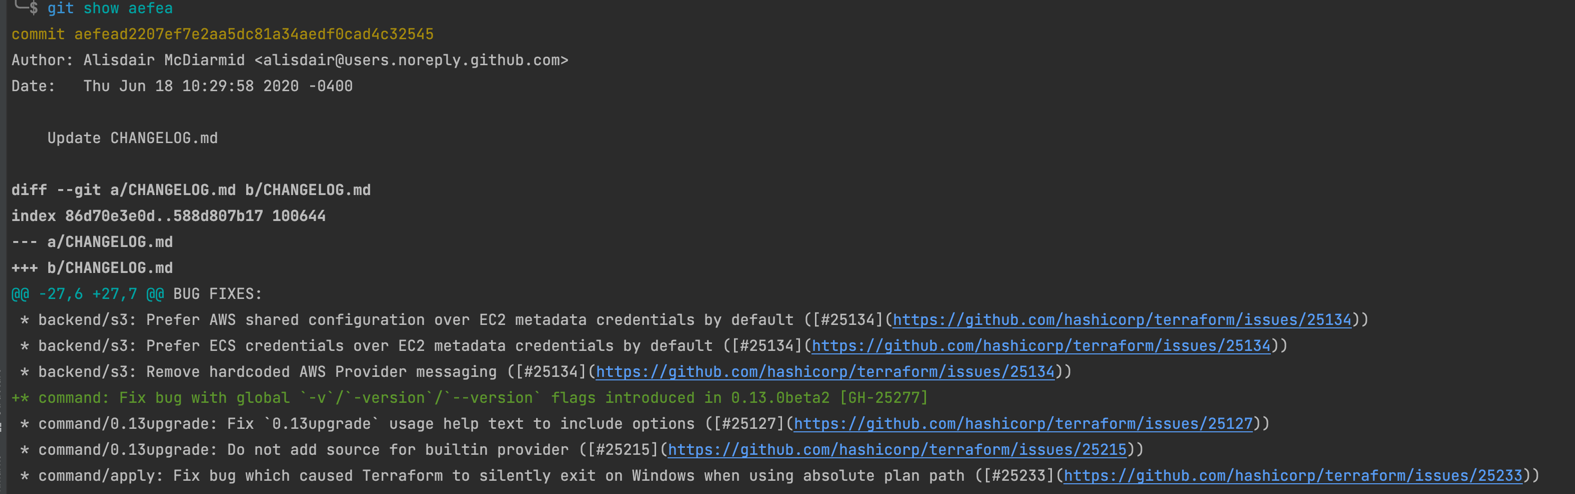 ╰─$ git show aefea
commit aefead2207ef7e2aa5dc81a34aedf0cad4c32545
Author: Alisdair McDiarmid <alisdair@users.noreply.github.com>
Date:   Thu Jun 18 10:29:58 2020 -0400
    Update CHANGELOG.md
diff --git a/CHANGELOG.md b/CHANGELOG.md
index 86d70e3e0d..588d807b17 100644
--- a/CHANGELOG.md
+++ b/CHANGELOG.md
@@ -27,6 +27,7 @@ BUG FIXES:
 * backend/s3: Prefer AWS shared configuration over EC2 metadata credentials by default ([#25134](https://github.com/hashicorp/terraform/issues/25134))
 * backend/s3: Prefer ECS credentials over EC2 metadata credentials by default ([#25134](https://github.com/hashicorp/terraform/issues/25134))
 * backend/s3: Remove hardcoded AWS Provider messaging ([#25134](https://github.com/hashicorp/terraform/issues/25134))
+* command: Fix bug with global `-v`/`-version`/`--version` flags introduced in 0.13.0beta2 [GH-25277]
 * command/0.13upgrade: Fix `0.13upgrade` usage help text to include options ([#25127](https://github.com/hashicorp/terraform/issues/25127))
 * command/0.13upgrade: Do not add source for builtin provider ([#25215](https://github.com/hashicorp/terraform/issues/25215))
 * command/apply: Fix bug which caused Terraform to silently exit on Windows when using absolute plan path ([#25233](https://github.com/hashicorp/terraform/issues/25233))